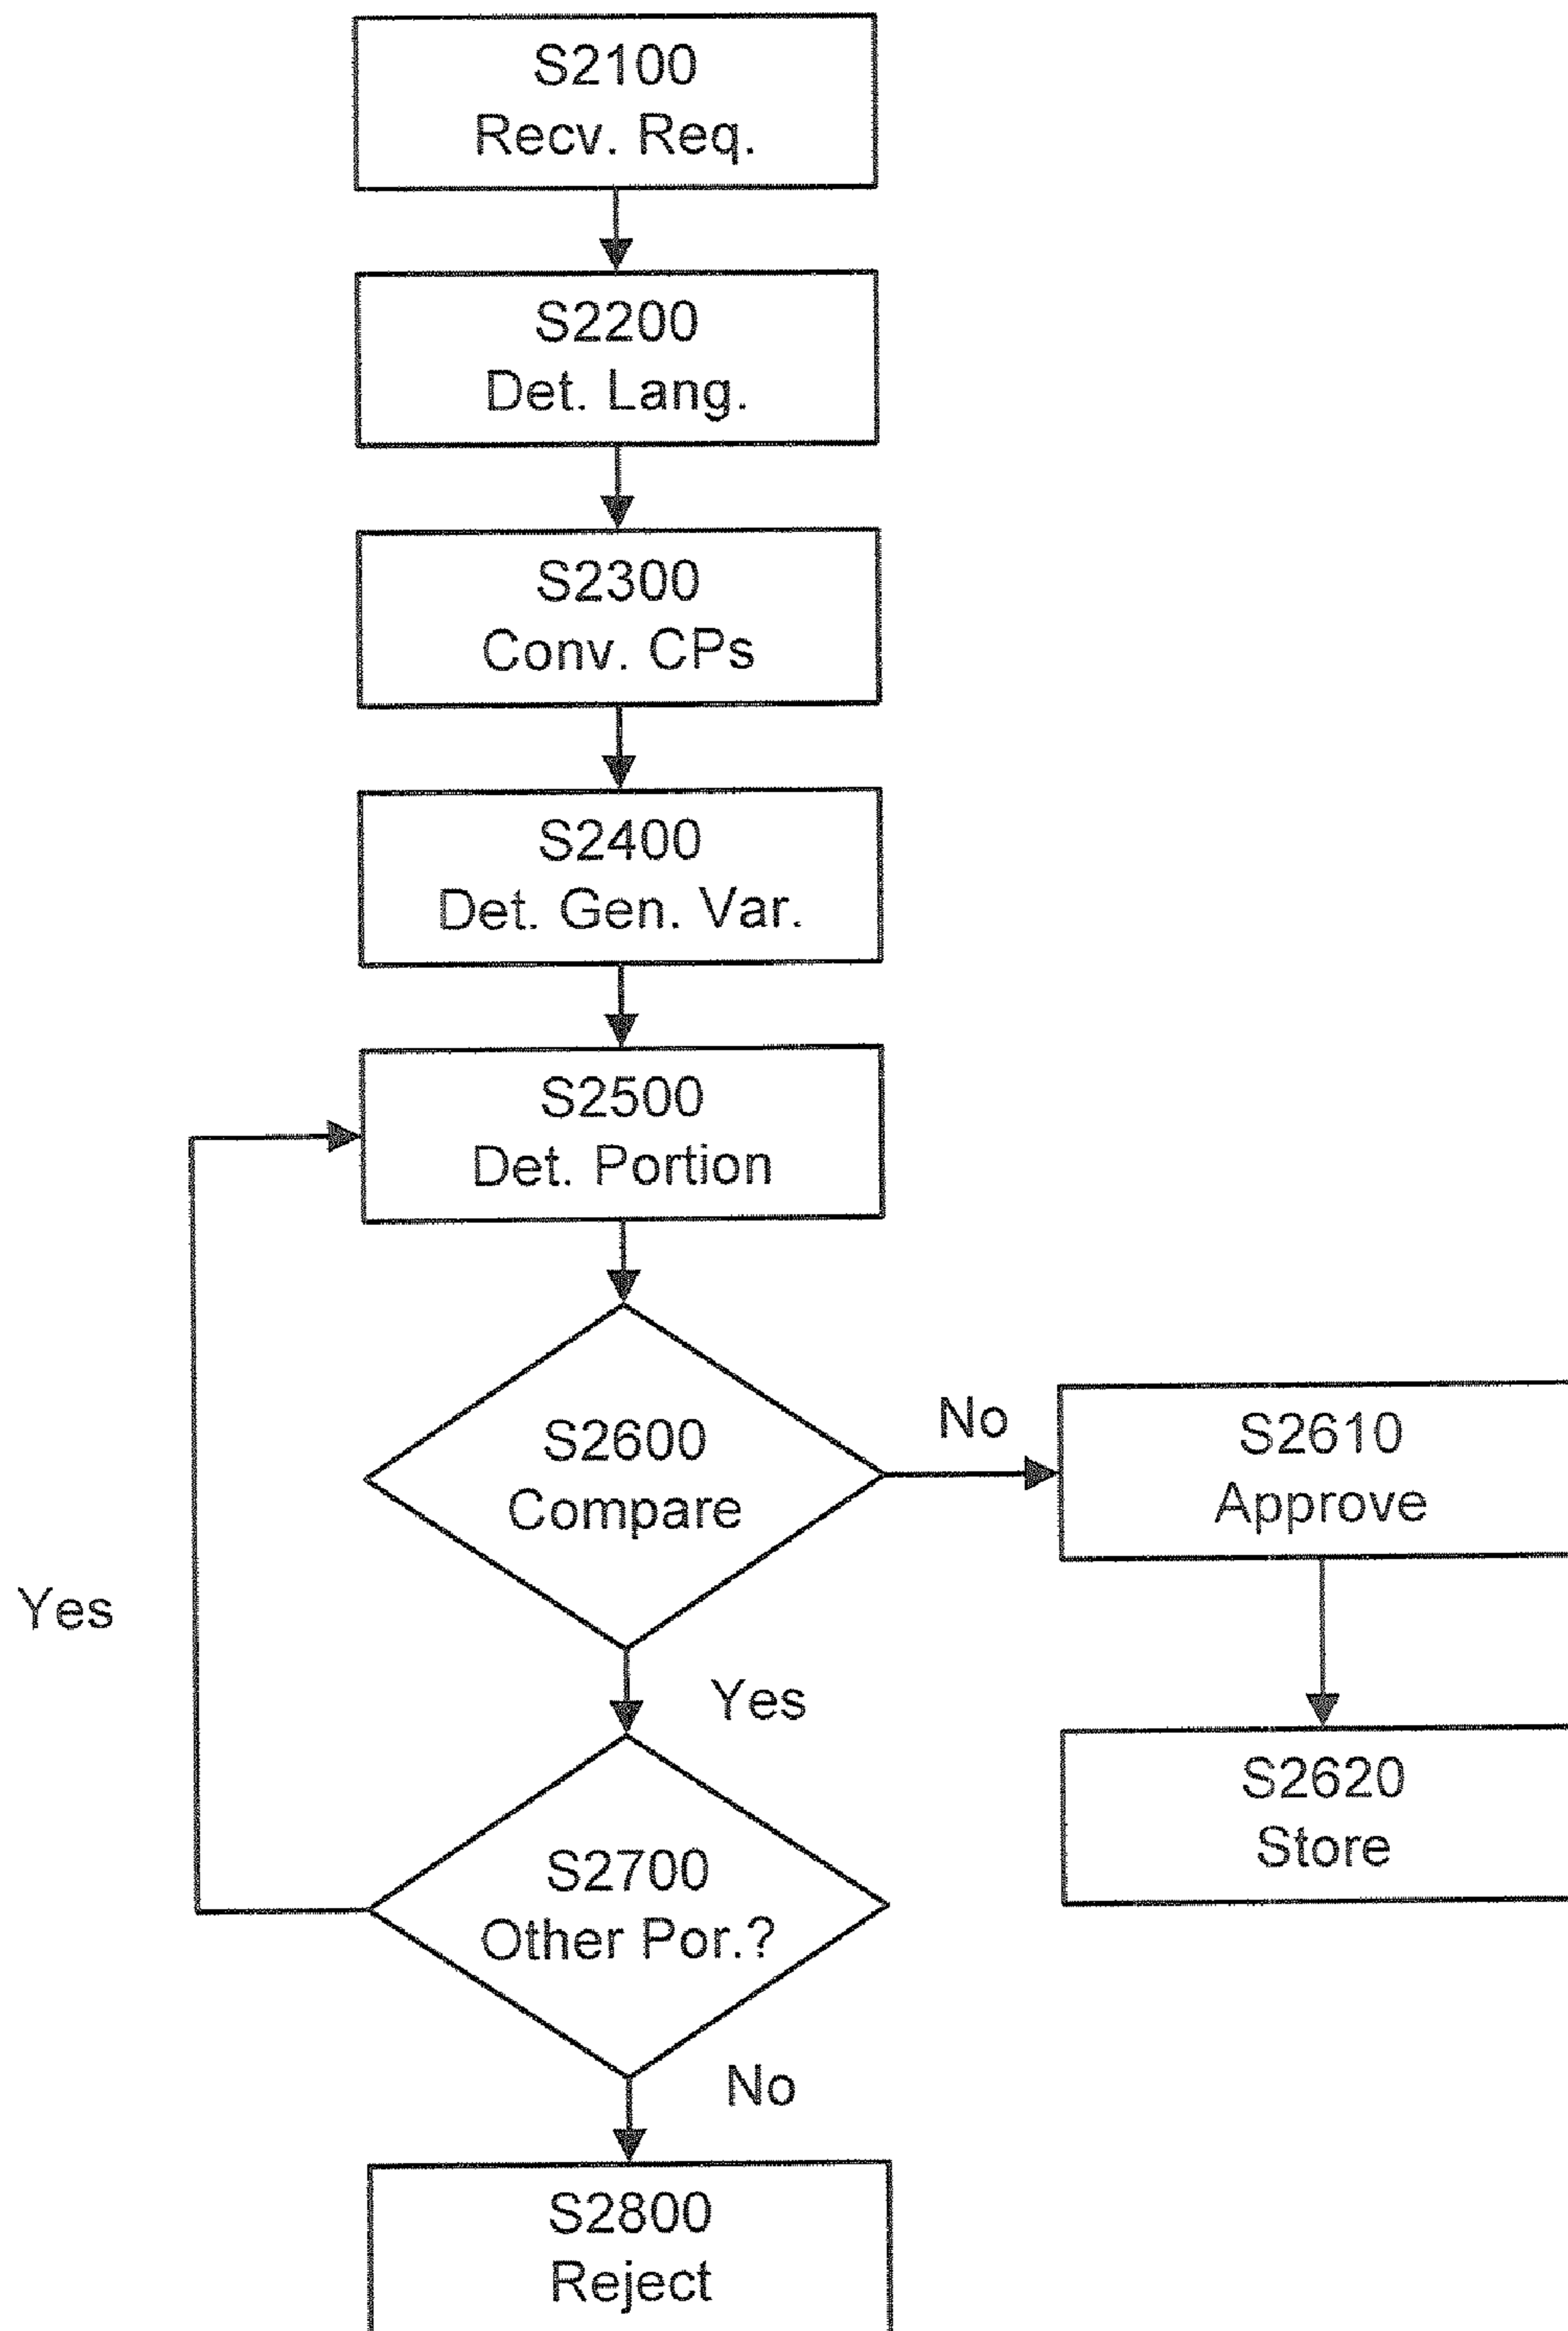 S2100
Recv. Req.
S2200
Det. Lang.
S2300
Conv. CPs
S2400
Det. Gen. Var.
S2500
Det. Portion
S2600
Compare
No
S2610
Approve
Yes
Yes
S2620
Store
S2700
Other Por.?
No
S2800
Reject